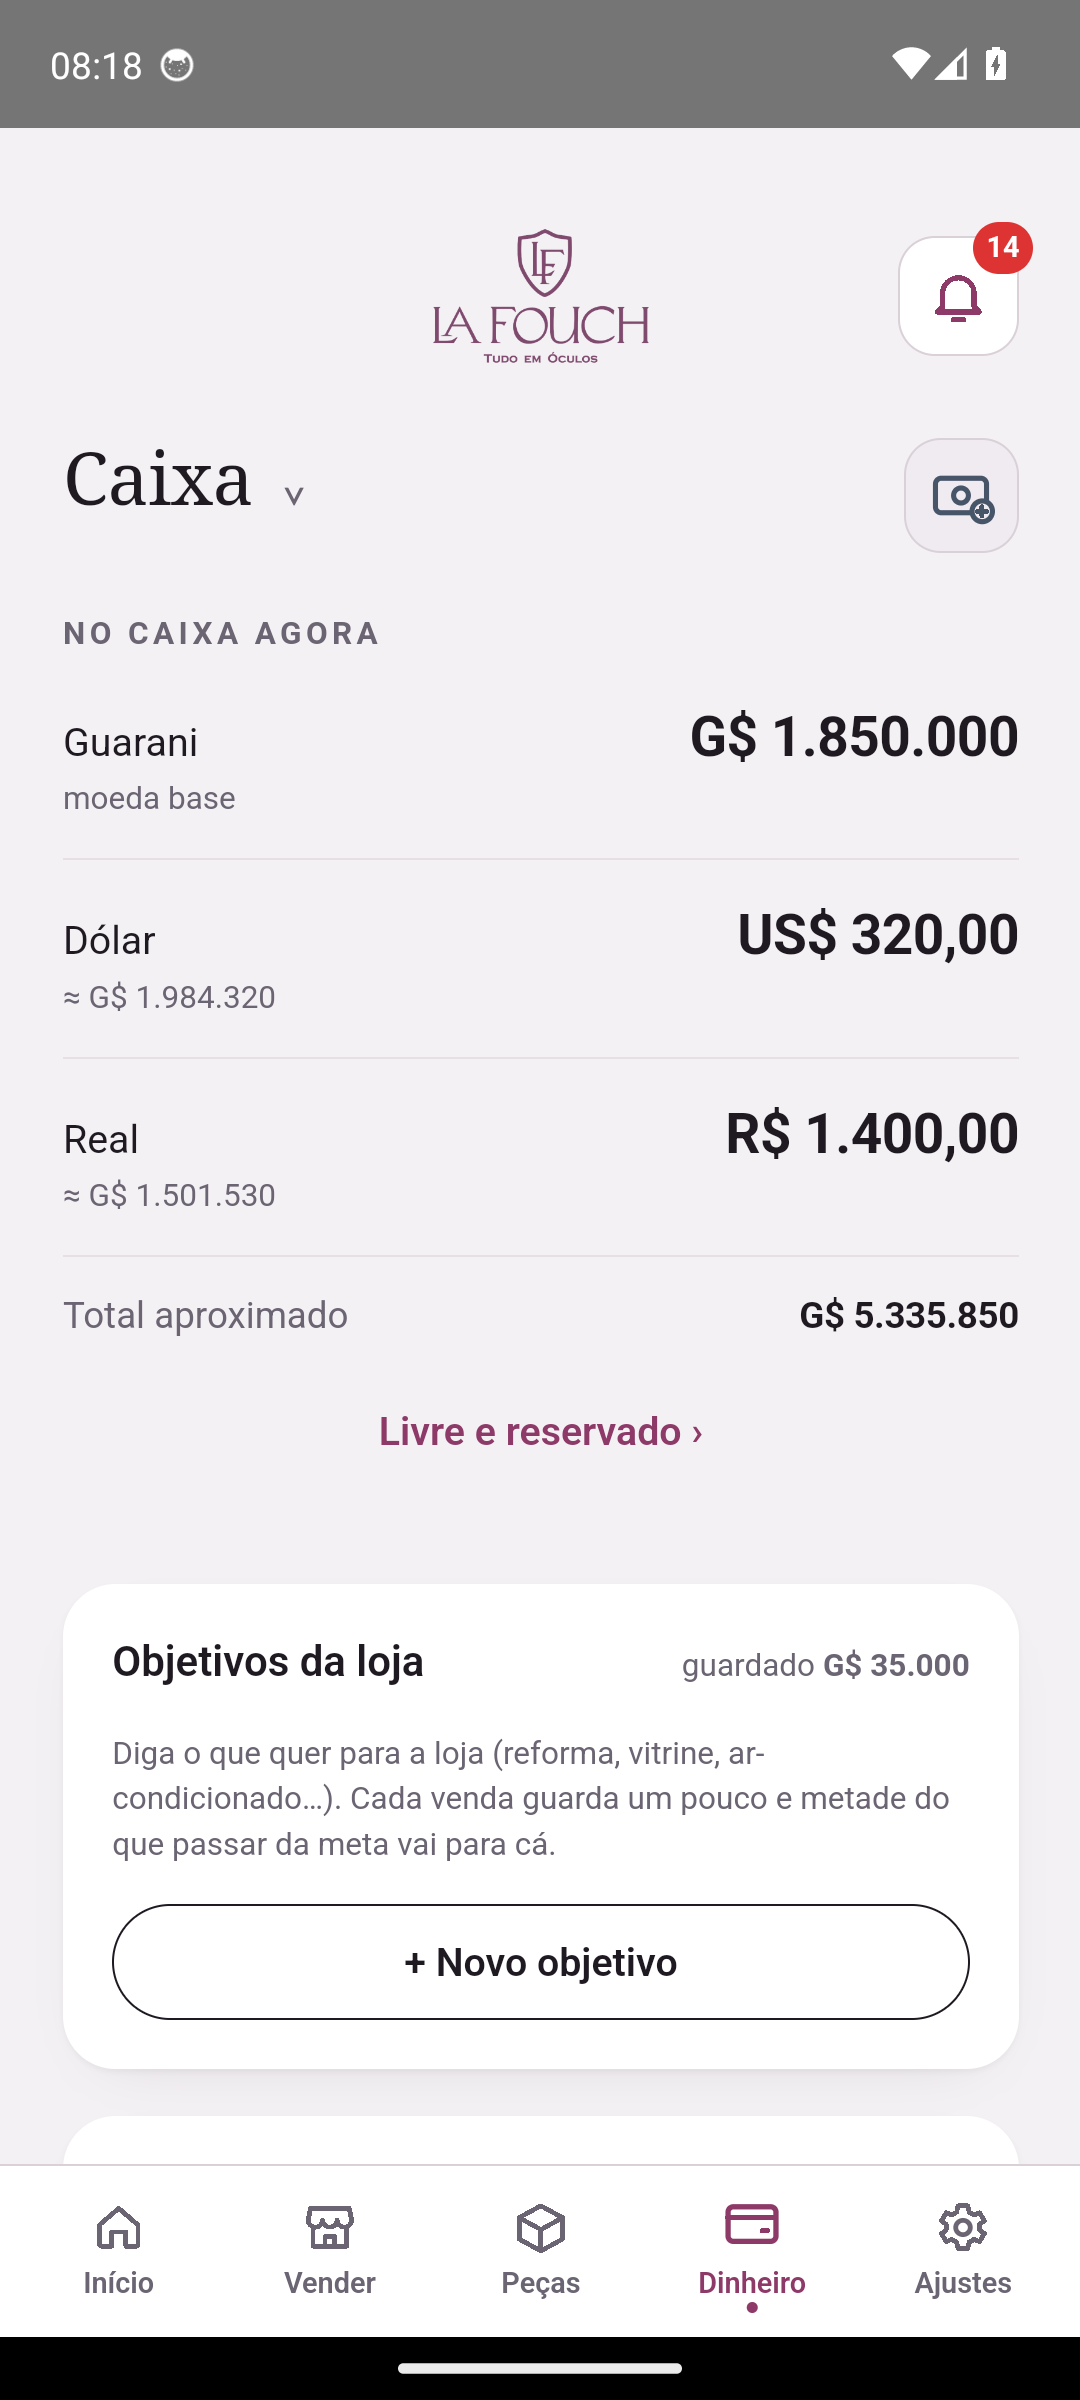 08:18
14
LF
LA FOUCH
TUDO EM ÓCULOS
Caixa
NO CAIXA AGORA
Guarani
G$ 1.850.000
moeda base
Dólar
US$ 320,00
≈ G$ 1.984.320
Real
R$ 1.400,00
≈ G$ 1.501.530
Total aproximado
G$ 5.335.850
Livre e reservado ›
Objetivos da loja
guardado G$ 35.000
Diga o que quer para a loja (reforma, vitrine, ar-
condicionado…). Cada venda guarda um pouco e metade do
que passar da meta vai para cá.
+ Novo objetivo
Início
Vender
Peças
Dinheiro
Ajustes